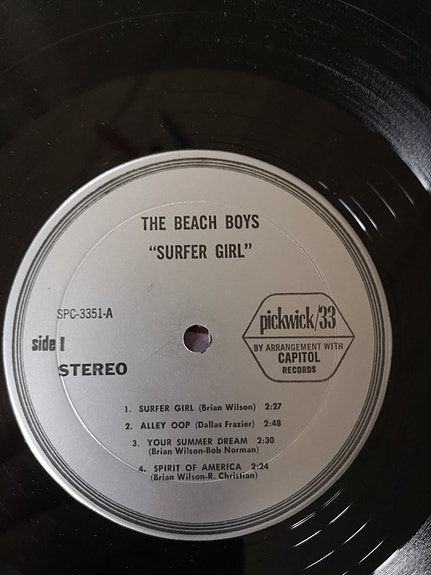 THE BEACH BOYS
"SURFER GIRL"
SPC-3351-A
side 1
STEREO
pickwick/33
BY ARRANGEMENT WITH
CAPITOL
RECORDS
1. SURFER GIRL (Brian Wilson) 2:27
2. ALLEY OOP (Dallas Frazier) 2:48
3. YOUR SUMMER DREAM 2:30
(Brian Wilson-Bob Norman)
4. SPIRIT OF AMERICA 2:24
(Brian Wilson-R. Christian)